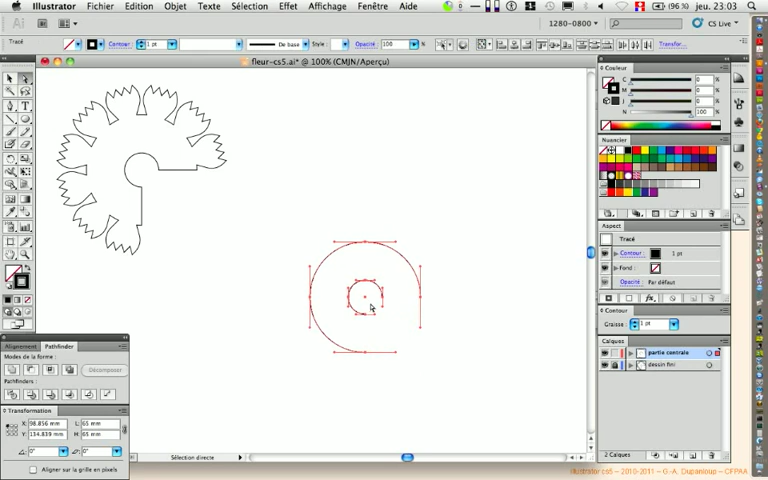 Illustrator Fichier Edition Objet Texte Sélection Effet Affichage Fenêtre Aide (96 %) jeu. 23:03
1280-0800 CS Live
Tracé Contour : 1 pt De base Style : Opacité : 100 % Transfor...
fleur-cs5.ai* @ 100% (CMJN/Aperçu)
Couleur
C 0 %
M 0 %
J 0 %
N 100 %
Nuancier
Aspect
Tracé
Contour : 1 pt
Fond :
Opacité : Par défaut
Contour
Graisse : 1 pt
Calques
partie centrale
dessin fini
2 Calques
Alignement Pathfinder
Modes de la forme :
Décomposer
Pathfinders :
Transformation
X: 98.856 mm L: 65 mm
Y: 134.839 mm H: 65 mm
0° 0°
Aligner sur la grille en pixels
Sélection directe
illustrator cs5 – 2010-2011 – G.-A. Dupanloup – CFPAA